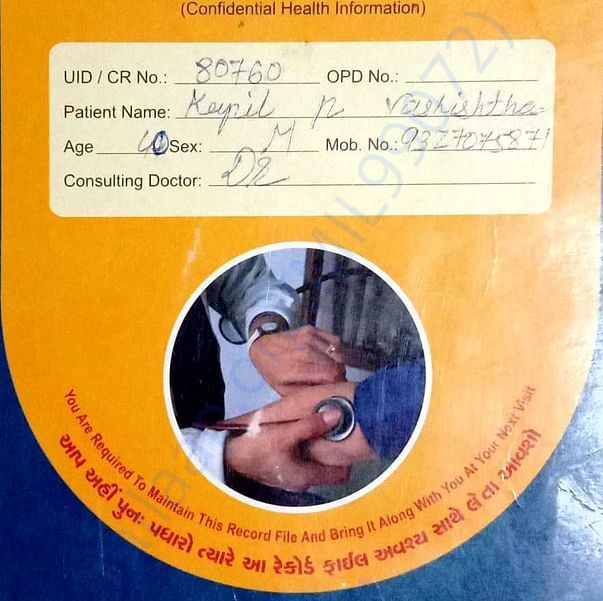 (Confidential Health Information)
UID / CR No.: 80760 OPD No.:
Patient Name: Kapil N Vashishtha
Age 40 Sex: M Mob. No.: 9327075871
Consulting Doctor: DR
You Are Required To Maintain This Record File And Bring It Along With You At Your Next Visit
આપ અહીં પુનઃ પધારો ત્યારે આ રેકોર્ડ ફાઈલ અવશ્ય સાથે લેતા આવશો